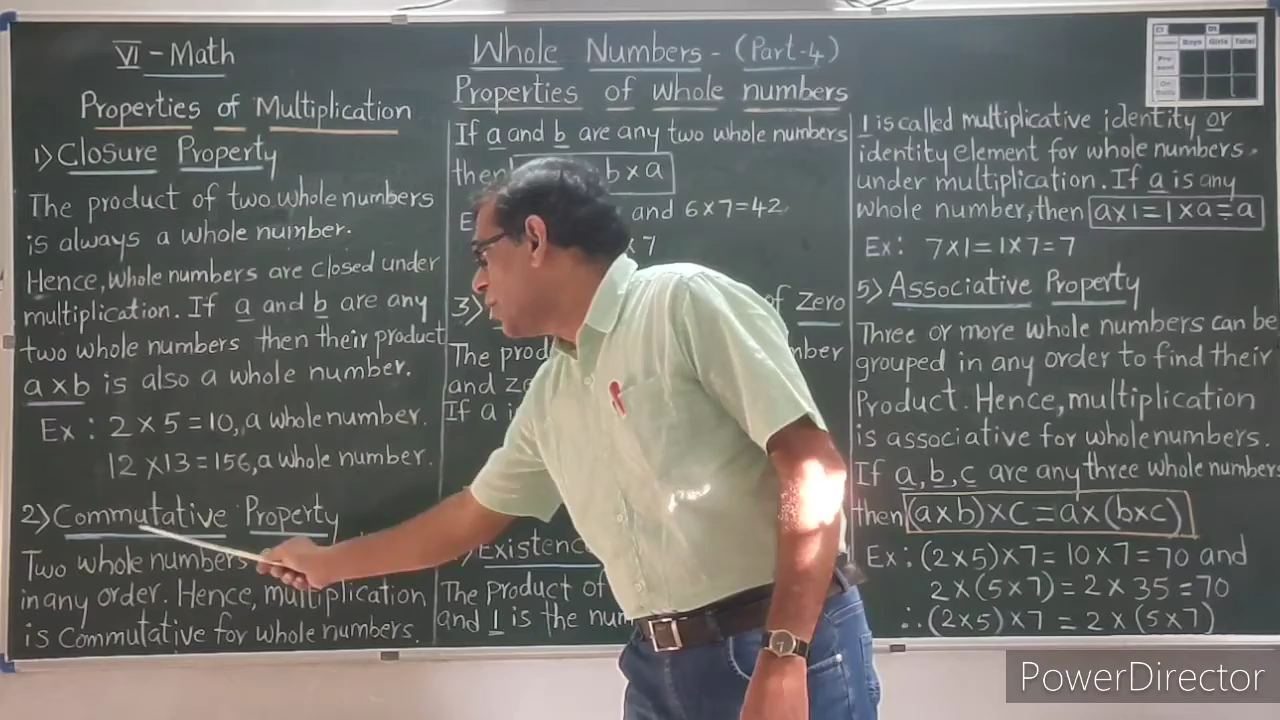 VI - Math
Properties of Multiplication
1) Closure Property
The product of two whole numbers
is always a whole number.
Hence, whole numbers are closed under
multiplication. If a and b are any
two whole numbers then their product
a x b is also a whole number.
Ex : 2 × 5 = 10, a whole number.
12 × 13 = 156, a whole number.
2) Commutative Property
Two whole numbers
in any order. Hence, multiplication
is Commutative for whole numbers.
Whole Numbers - (Part-4)
Properties of whole numbers
If a and b are any two whole numbers
then b × a
and 6 × 7 = 42
× 7
3) of Zero
The
and
If a
Existence
The product of
and 1 is the
1 is called multiplicative identity or
identity element for whole numbers.
under multiplication. If a is any
whole number, then a×1=1×a=a
Ex: 7×1=1×7=7
5) Associative Property
Three or more whole numbers can be
grouped in any order to find their
Product. Hence, multiplication
is associative for whole numbers.
If a, b, c are any three whole numbers
then (a×b)×c=a×(b×c)
Ex: (2×5)×7=10×7=70 and
2×(5×7)=2×35=70
∴ (2×5)×7=2×(5×7)
Boys Girls Total
PowerDirector